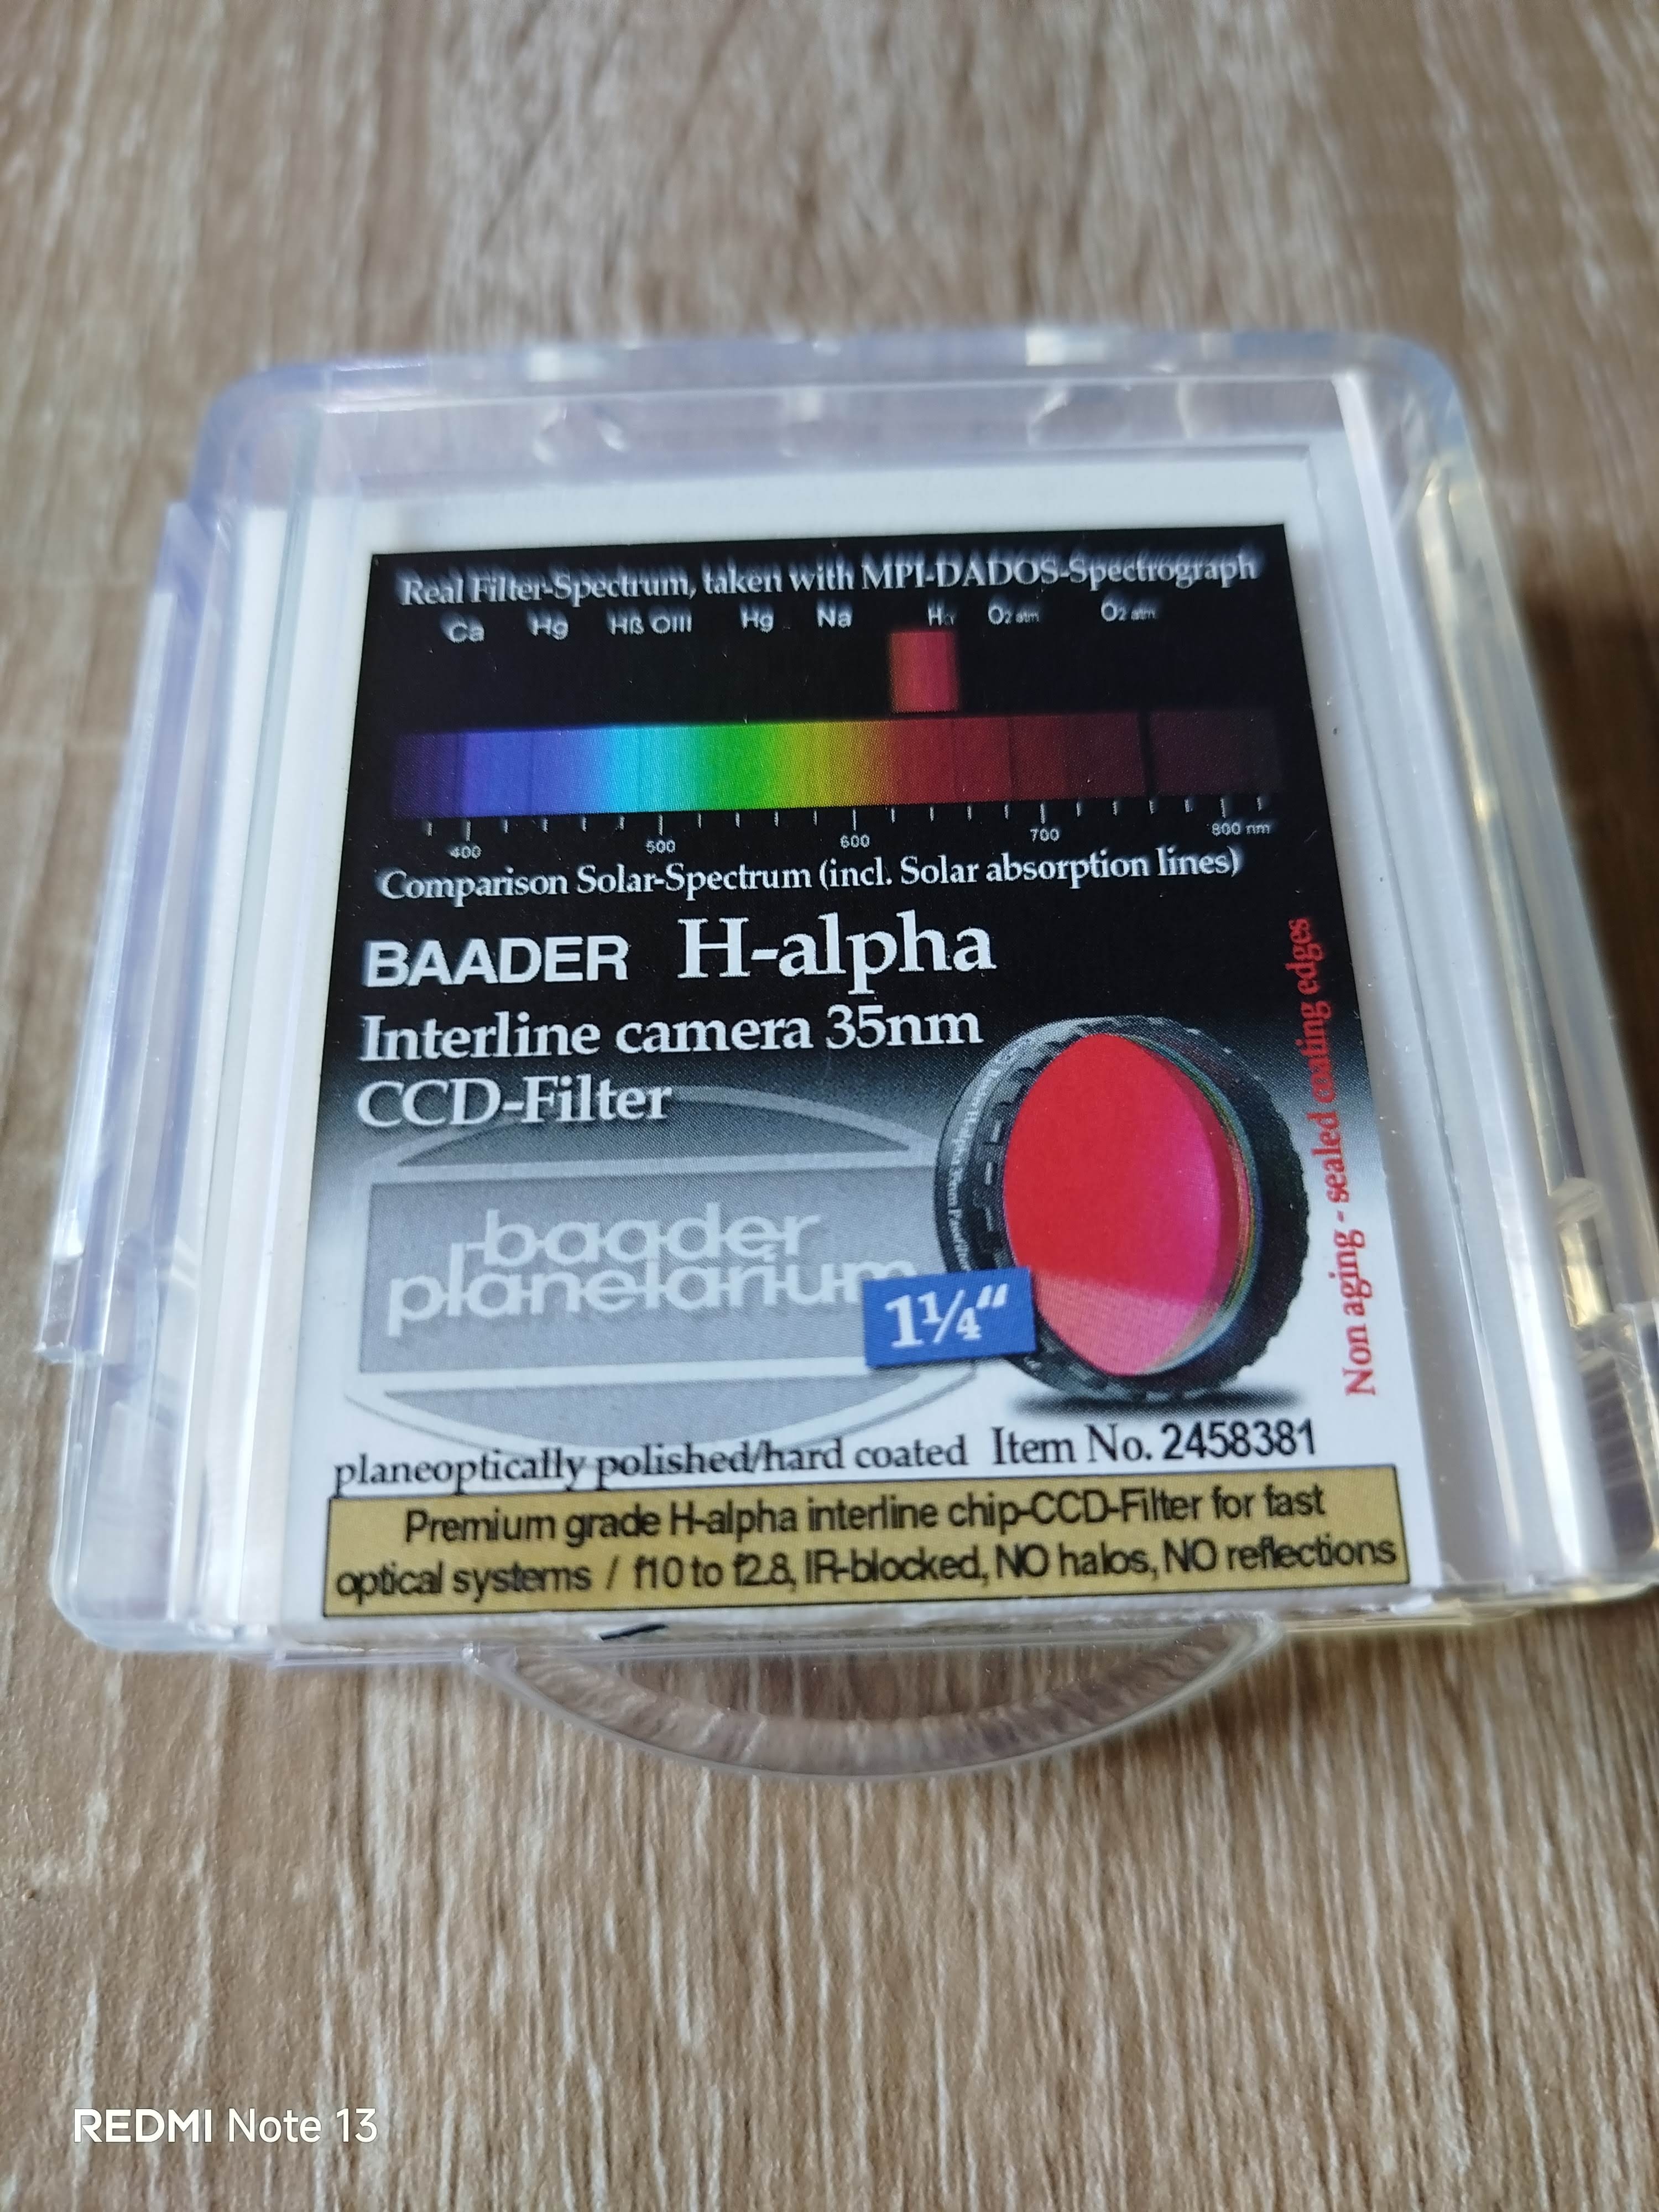 Real Filter-Spectrum, taken with MPI-DADOS-Spectrograph
Ca Hg Hß OIII Hg Na Hα O2 atm O2 atm
400 500 600 700 800 nm
Comparison Solar-Spectrum (incl. Solar absorption lines)
BAADER H-alpha
Interline camera 35nm
CCD-Filter
baader
planetarium
1¼"
Non aging - sealed coating edges
planeoptically polished/hard coated Item No. 2458381
Premium grade H-alpha interline chip-CCD-Filter for fast
optical systems / f10 to f2.8, IR-blocked, NO halos, NO reflections
REDMI Note 13